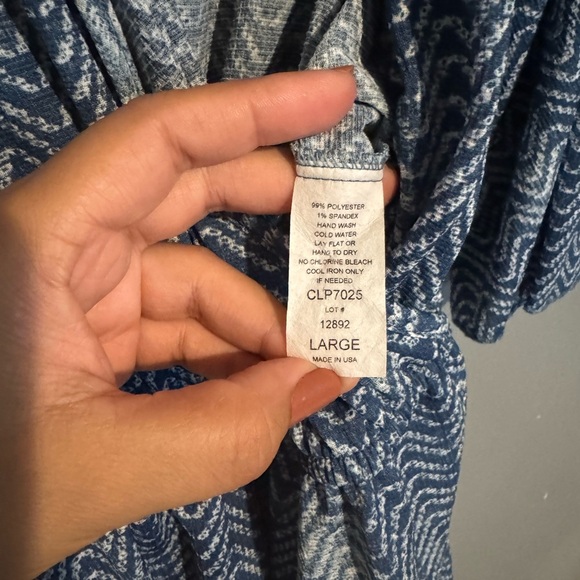 99% POLYESTER
1% SPANDEX
HAND WASH
COLD WATER
LAY FLAT OR
HANG TO DRY
NO CHLORINE BLEACH
COOL IRON ONLY
IF NEEDED
CLP7025
LOT #
12892
LARGE
MADE IN USA